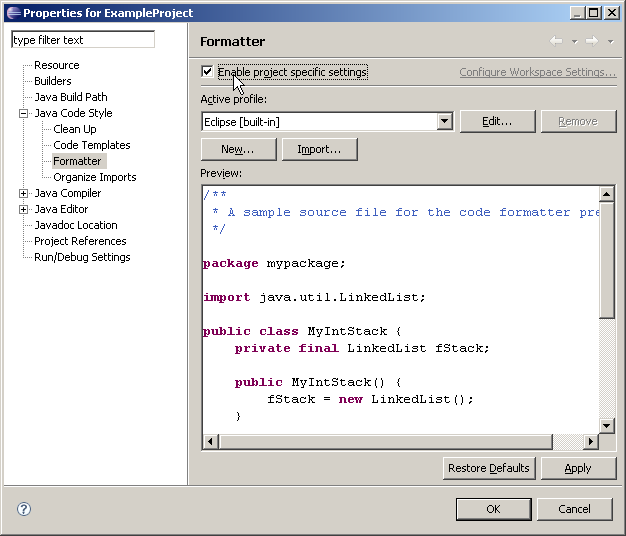 Properties for ExampleProject
type filter text
Resource
Builders
Java Build Path
Java Code Style
Clean Up
Code Templates
Formatter
Organize Imports
Java Compiler
Java Editor
Javadoc Location
Project References
Run/Debug Settings
Formatter
Enable project specific settings
Configure Workspace Settings...
Active profile:
Eclipse [built-in]
Edit...
Remove
New...
Import...
Preview:
/**
* A sample source file for the code formatter pre
*/
package mypackage;
import java.util.LinkedList;
public class MyIntStack {
private final LinkedList fStack;
public MyIntStack() {
fStack = new LinkedList();
}
Restore Defaults
Apply
?
OK
Cancel